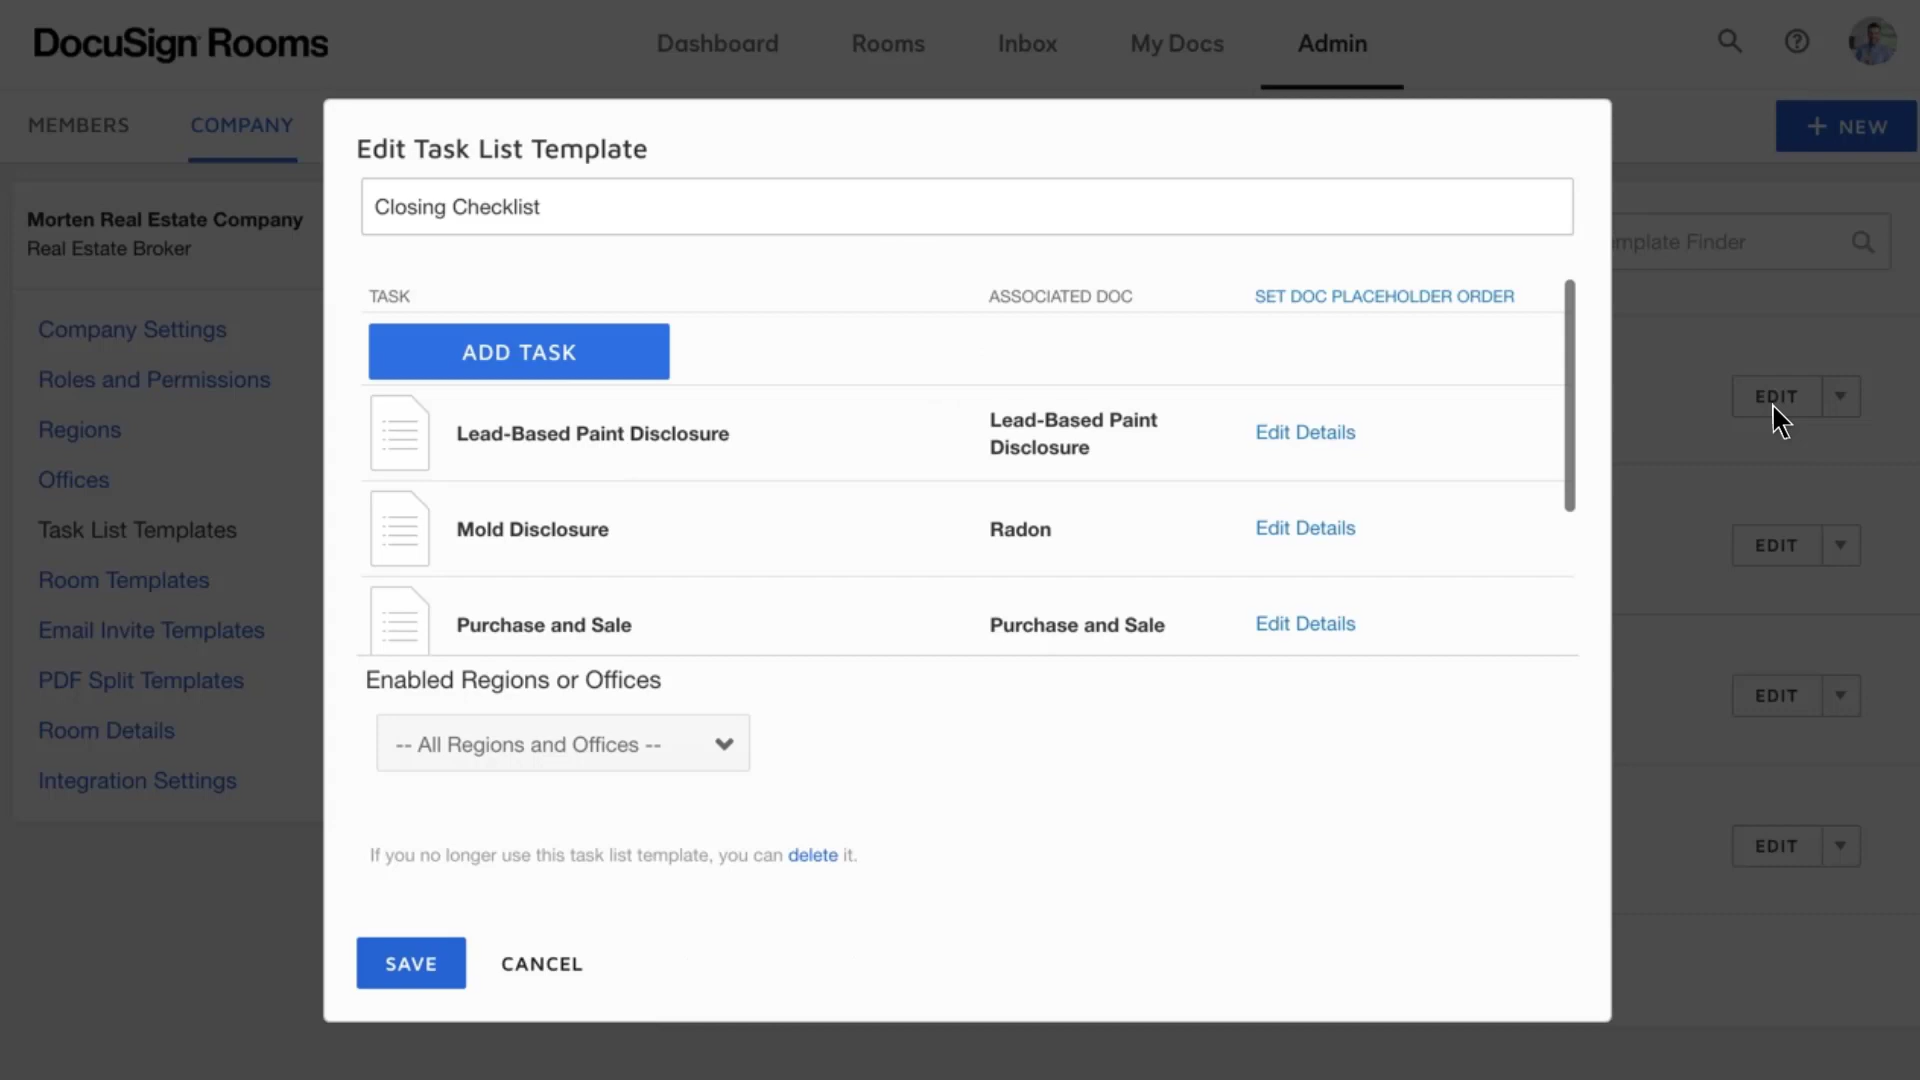 DocuSign Rooms
Dashboard
Rooms
Inbox
My Docs
Admin
MEMBERS
COMPANY
+ NEW
Morten Real Estate Company
Real Estate Broker
Company Settings
Roles and Permissions
Regions
Offices
Task List Templates
Room Templates
Email Invite Templates
PDF Split Templates
Room Details
Integration Settings
Edit Task List Template
Closing Checklist
TASK
ASSOCIATED DOC
SET DOC PLACEHOLDER ORDER
ADD TASK
Lead-Based Paint Disclosure
Lead-Based Paint
Disclosure
Edit Details
Mold Disclosure
Radon
Edit Details
Purchase and Sale
Purchase and Sale
Edit Details
Enabled Regions or Offices
-- All Regions and Offices --
If you no longer use this task list template, you can delete it.
SAVE
CANCEL
mplate Finder
EDIT
EDIT
EDIT
EDIT